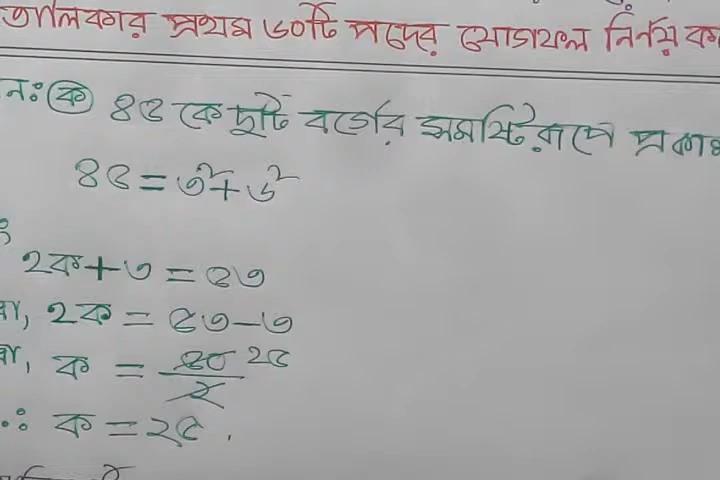 তালিকার প্রথম ৬০টি পদের যোগফল নির্নয় ক
নঃ (ক) ৪৫ কে দুটি বর্গের সমষ্টিরূপে প্রকাশ
৪৫ = ৩² + ৬²
২ক + ৩ = ৫৩
বা, ২ক = ৫৩ - ৩
বা, ক = ৫০/২ ২৫
∴ ক = ২৫.